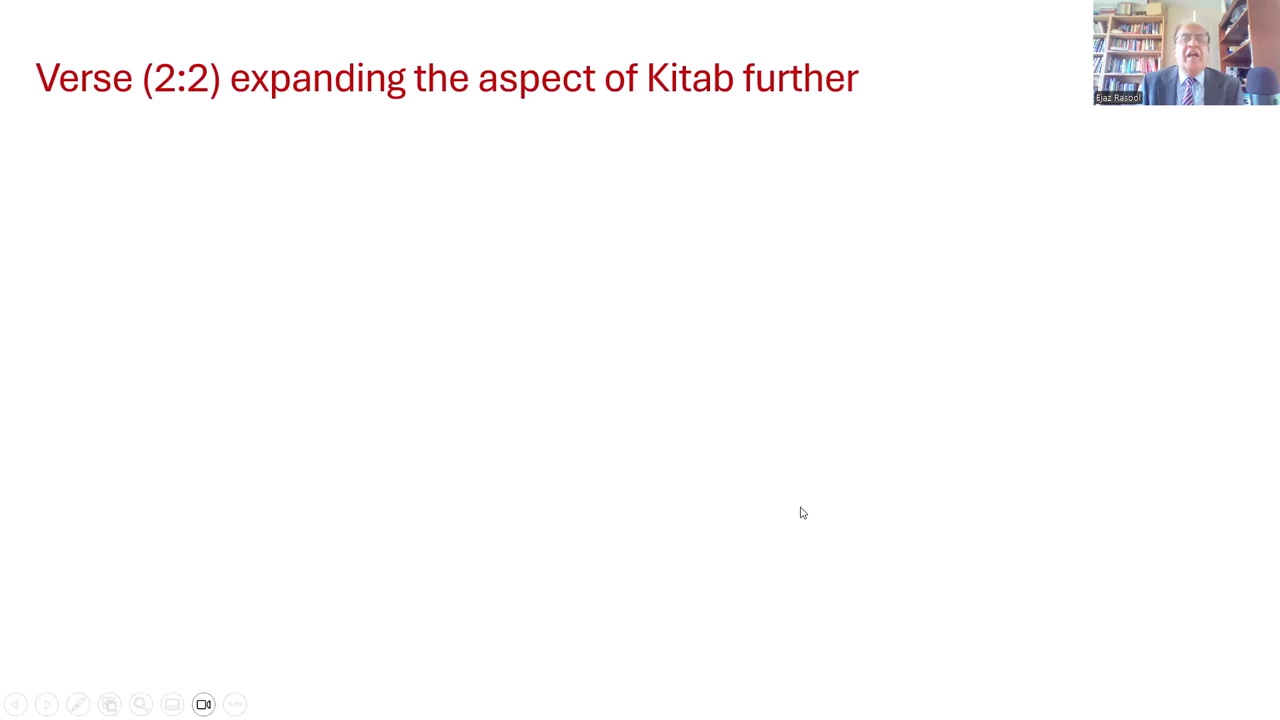 Verse (2:2) expanding the aspect of Kitab further
Ejaz Rasool